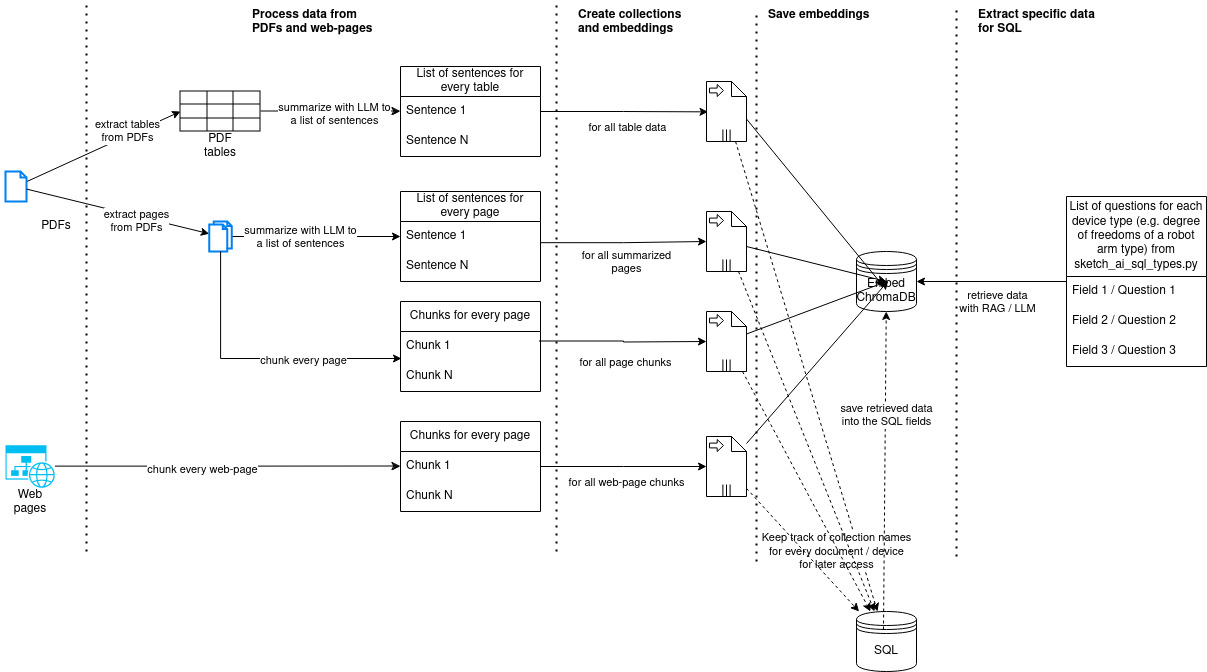 Process data from
PDFs and web-pages
Create collections
and embeddings
Save embeddings
Extract specific data
for SQL
List of sentences for
every table
Sentence 1
Sentence N
summarize with LLM to
a list of sentences
extract tables
from PDFs
PDF
tables
for all table data
PDFs
extract pages
from PDFs
summarize with LLM to
a list of sentences
List of sentences for
every page
Sentence 1
Sentence N
for all summarized
pages
Chunks for every page
Chunk 1
Chunk N
chunk every page
for all page chunks
Embed
ChromaDB
retrieve data
with RAG / LLM
List of questions for each
device type (e.g. degree
of freedoms of a robot
arm type) from
sketch_ai_sql_types.py
Field 1 / Question 1
Field 2 / Question 2
Field 3 / Question 3
save retrieved data
into the SQL fields
Web
pages
chunk every web-page
Chunks for every page
Chunk 1
Chunk N
for all web-page chunks
Keep track of collection names
for every document / device
for later access
SQL